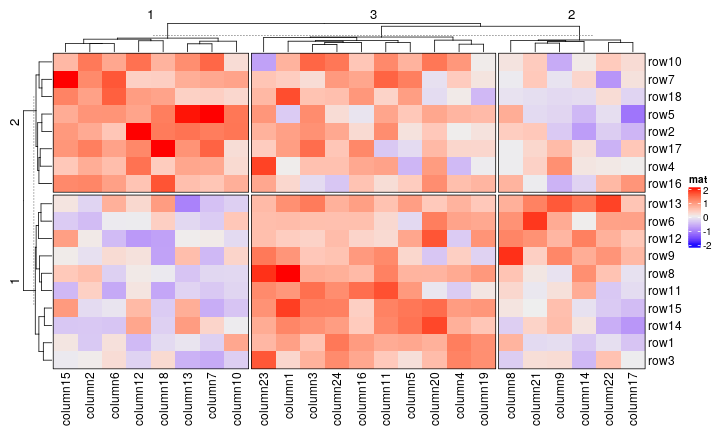 1 3 2
2
row10
row7
row18
row5
row2
row17
row4
row16
1
row13
row6
row12
row9
row8
row11
row15
row14
row1
row3
mat
2
1
0
-1
-2
column15 column2 column6 column12 column18 column13 column7 column10 column23 column1 column3 column24 column16 column11 column5 column20 column4 column19 column8 column21 column9 column14 column22 column17